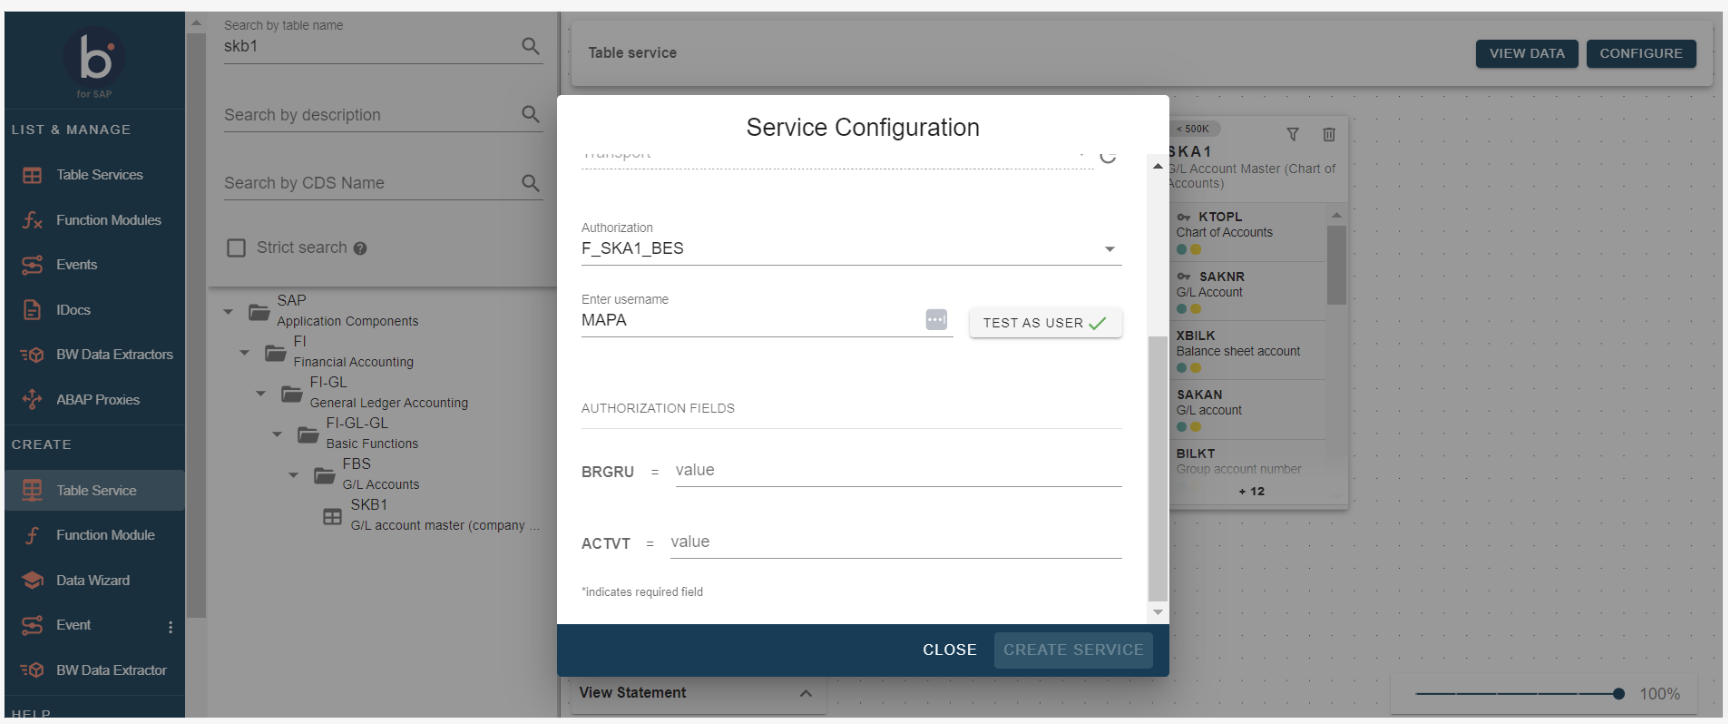 b
for SAP
LIST & MANAGE
Table Services
Function Modules
Events
IDocs
BW Data Extractors
ABAP Proxies
CREATE
Table Service
Function Module
Data Wizard
Event
BW Data Extractor
HELP
Search by table name
skb1
Search by description
Search by CDS Name
Strict search
SAP
Application Components
FI
Financial Accounting
FI-GL
General Ledger Accounting
FI-GL-GL
Basic Functions
FBS
G/L Accounts
SKB1
G/L account master (company ...
Table service
VIEW DATA
CONFIGURE
Service Configuration
Transport
Authorization
F_SKA1_BES
Enter username
MAPA
TEST AS USER
AUTHORIZATION FIELDS
BRGRU = value
ACTVT = value
*indicates required field
CLOSE
CREATE SERVICE
< 500K
SKA1
G/L Account Master (Chart of
Accounts)
KTOPL
Chart of Accounts
SAKNR
G/L Account
XBILK
Balance sheet account
SAKAN
G/L account
BILKT
Group account number
+ 12
View Statement
100%